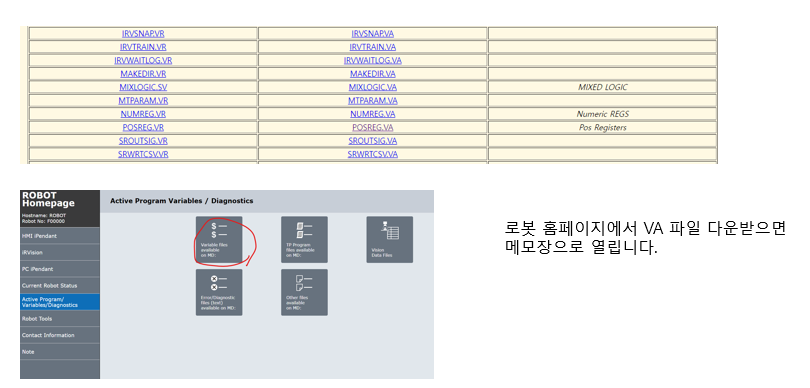 IRVSNAP.VR IRVSNAP.VA
IRVTRAIN.VR IRVTRAIN.VA
IRVWAITLOG.VR IRVWAITLOG.VA
MAKEDIR.VR MAKEDIR.VA
MIXLOGIC.SV MIXLOGIC.VA MIXED LOGIC
MTPARAM.VR MTPARAM.VA
NUMREG.VR NUMREG.VA Numeric REGS
POSREG.VR POSREG.VA Pos Registers
SROUTSIG.VR SROUTSIG.VA
SRWRTCSV.VR SRWRTCSV.VA
ROBOT
Homepage
Hostname: ROBOT
Robot No: F00000
HMI iPendant
iRVision
PC iPendant
Current Robot Status
Active Program/
Variables/Diagnostics
Robot Tools
Contact Information
Note
Active Program Variables / Diagnostics
Variable files
available
on MD:
TP Program
files available
on MD:
Vision
Data Files
Error/Diagnostic
files (text)
available on MD:
Other files
available
on MD:
로봇 홈페이지에서 VA 파일 다운받으면
메모장으로 열립니다.